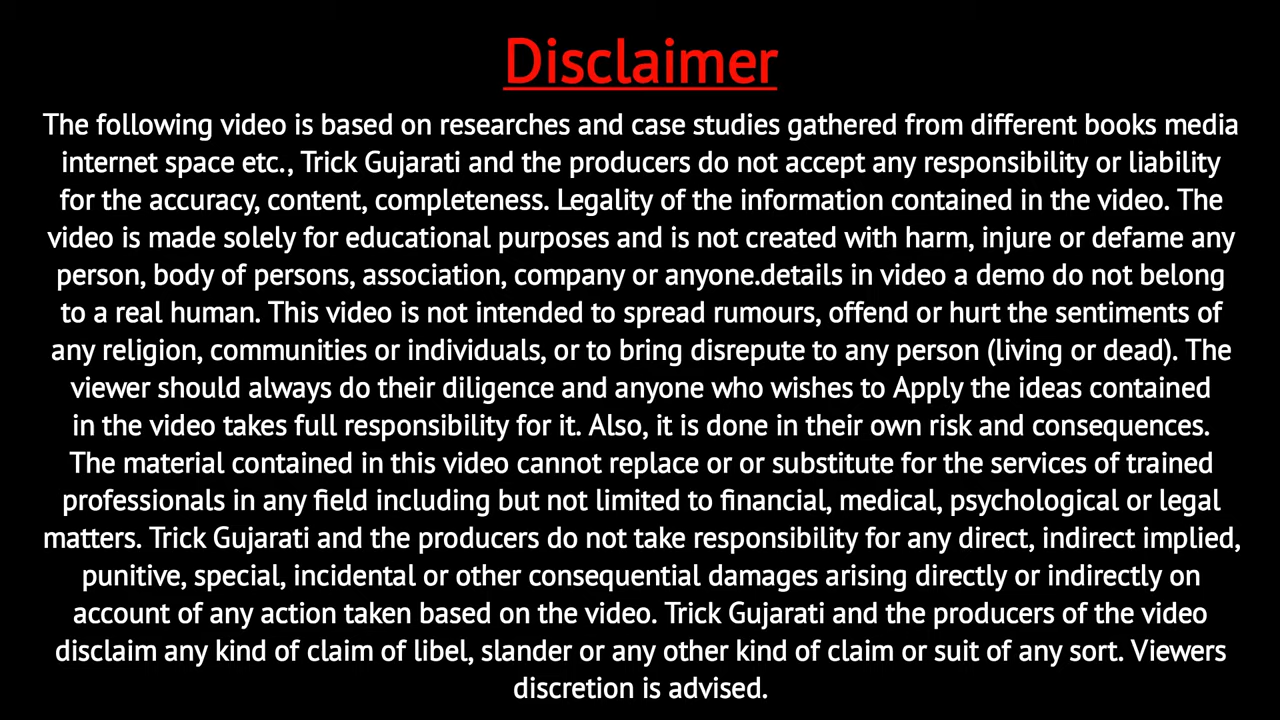 Disclaimer
The following video is based on researches and case studies gathered from different books media
internet space etc., Trick Gujarati and the producers do not accept any responsibility or liability
for the accuracy, content, completeness. Legality of the information contained in the video. The
video is made solely for educational purposes and is not created with harm, injure or defame any
person, body of persons, association, company or anyone.details in video a demo do not belong
to a real human. This video is not intended to spread rumours, offend or hurt the sentiments of
any religion, communities or individuals, or to bring disrepute to any person (living or dead). The
viewer should always do their diligence and anyone who wishes to Apply the ideas contained
in the video takes full responsibility for it. Also, it is done in their own risk and consequences.
The material contained in this video cannot replace or or substitute for the services of trained
professionals in any field including but not limited to financial, medical, psychological or legal
matters. Trick Gujarati and the producers do not take responsibility for any direct, indirect implied,
punitive, special, incidental or other consequential damages arising directly or indirectly on
account of any action taken based on the video. Trick Gujarati and the producers of the video
disclaim any kind of claim of libel, slander or any other kind of claim or suit of any sort. Viewers
discretion is advised.